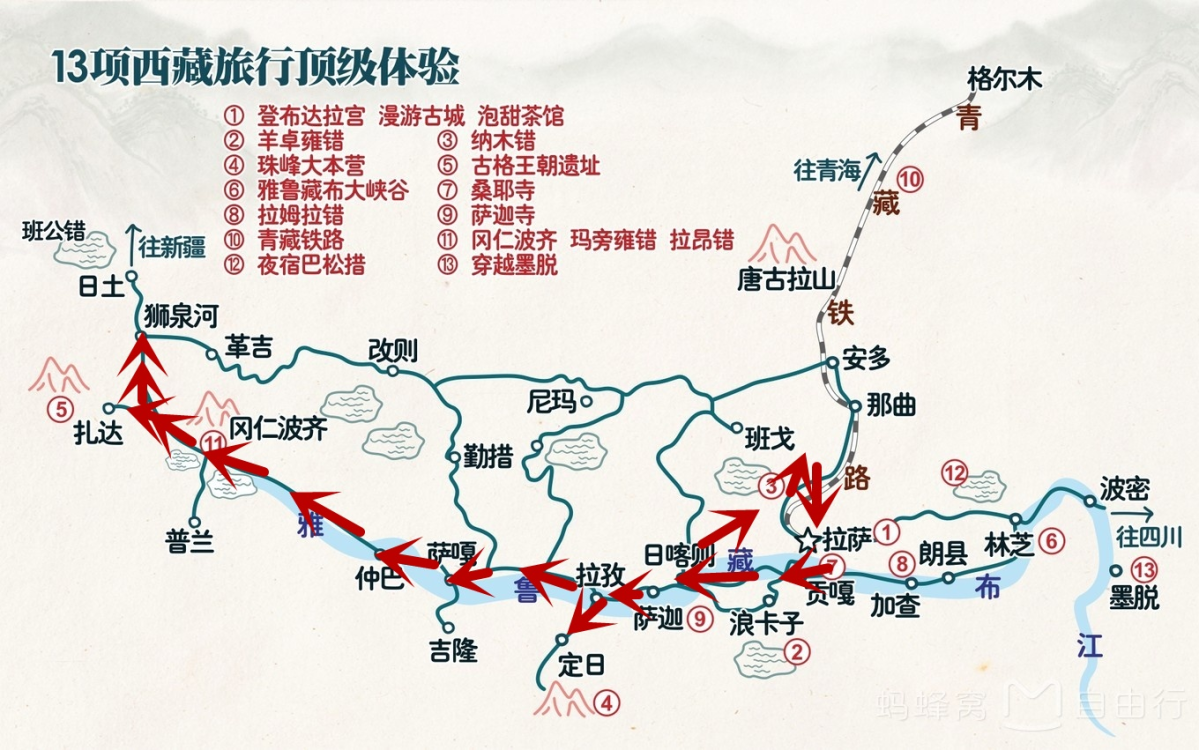 13项西藏旅行顶级体验
① 登布达拉宫 漫游古城 泡甜茶馆
② 羊卓雍错 ③ 纳木错
④ 珠峰大本营 ⑤ 古格王朝遗址
⑥ 雅鲁藏布大峡谷 ⑦ 桑耶寺
⑧ 拉姆拉错 ⑨ 萨迦寺
⑩ 青藏铁路 ⑪ 冈仁波齐 玛旁雍错 拉昂错
⑫ 夜宿巴松措 ⑬ 穿越墨脱
格尔木
青
往青海
⑩
藏
班公错
往新疆
日土
唐古拉山
狮泉河
铁
革吉
改则
安多
⑤
尼玛
那曲
扎达
⑪
冈仁波齐
班戈
勤措
③
路
⑫
波密
雅
普兰
拉萨
①
往四川
林芝
⑥
萨嘎
日喀则
藏
朗县
⑧
⑦
⑬
仲巴
鲁
拉孜
贡嘎
加查
布
墨脱
萨迦
⑨
浪卡子
②
吉隆
定日
江
④
蚂蜂窝 自由行